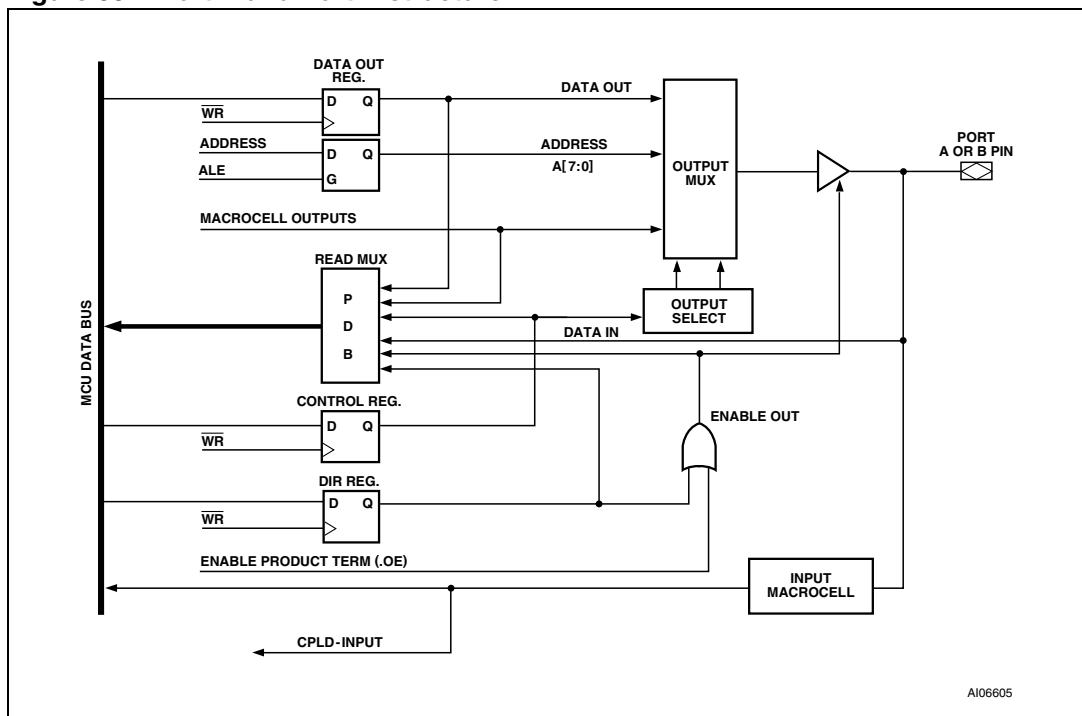 DATA OUT
REG.
D Q
WR
DATA OUT
ADDRESS
ALE
D Q
G
ADDRESS
A[7:0]
OUTPUT
MUX
PORT
A OR B PIN
MACROCELL OUTPUTS
READ MUX
P
D
B
OUTPUT
SELECT
DATA IN
MCU DATA BUS
CONTROL REG.
D Q
WR
ENABLE OUT
DIR REG.
D Q
WR
ENABLE PRODUCT TERM (.OE)
INPUT
MACROCELL
CPLD-INPUT
AI06605